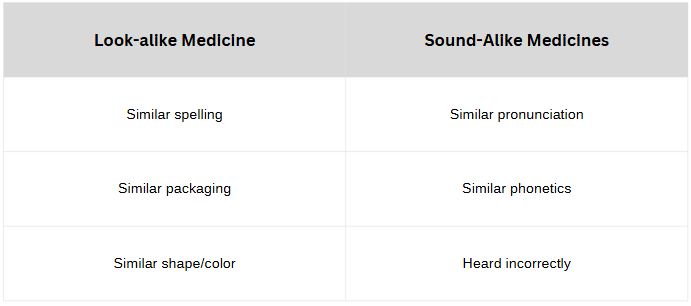 Look-alike Medicine
Sound-Alike Medicines
Similar spelling
Similar pronunciation
Similar packaging
Similar phonetics
Similar shape/color
Heard incorrectly